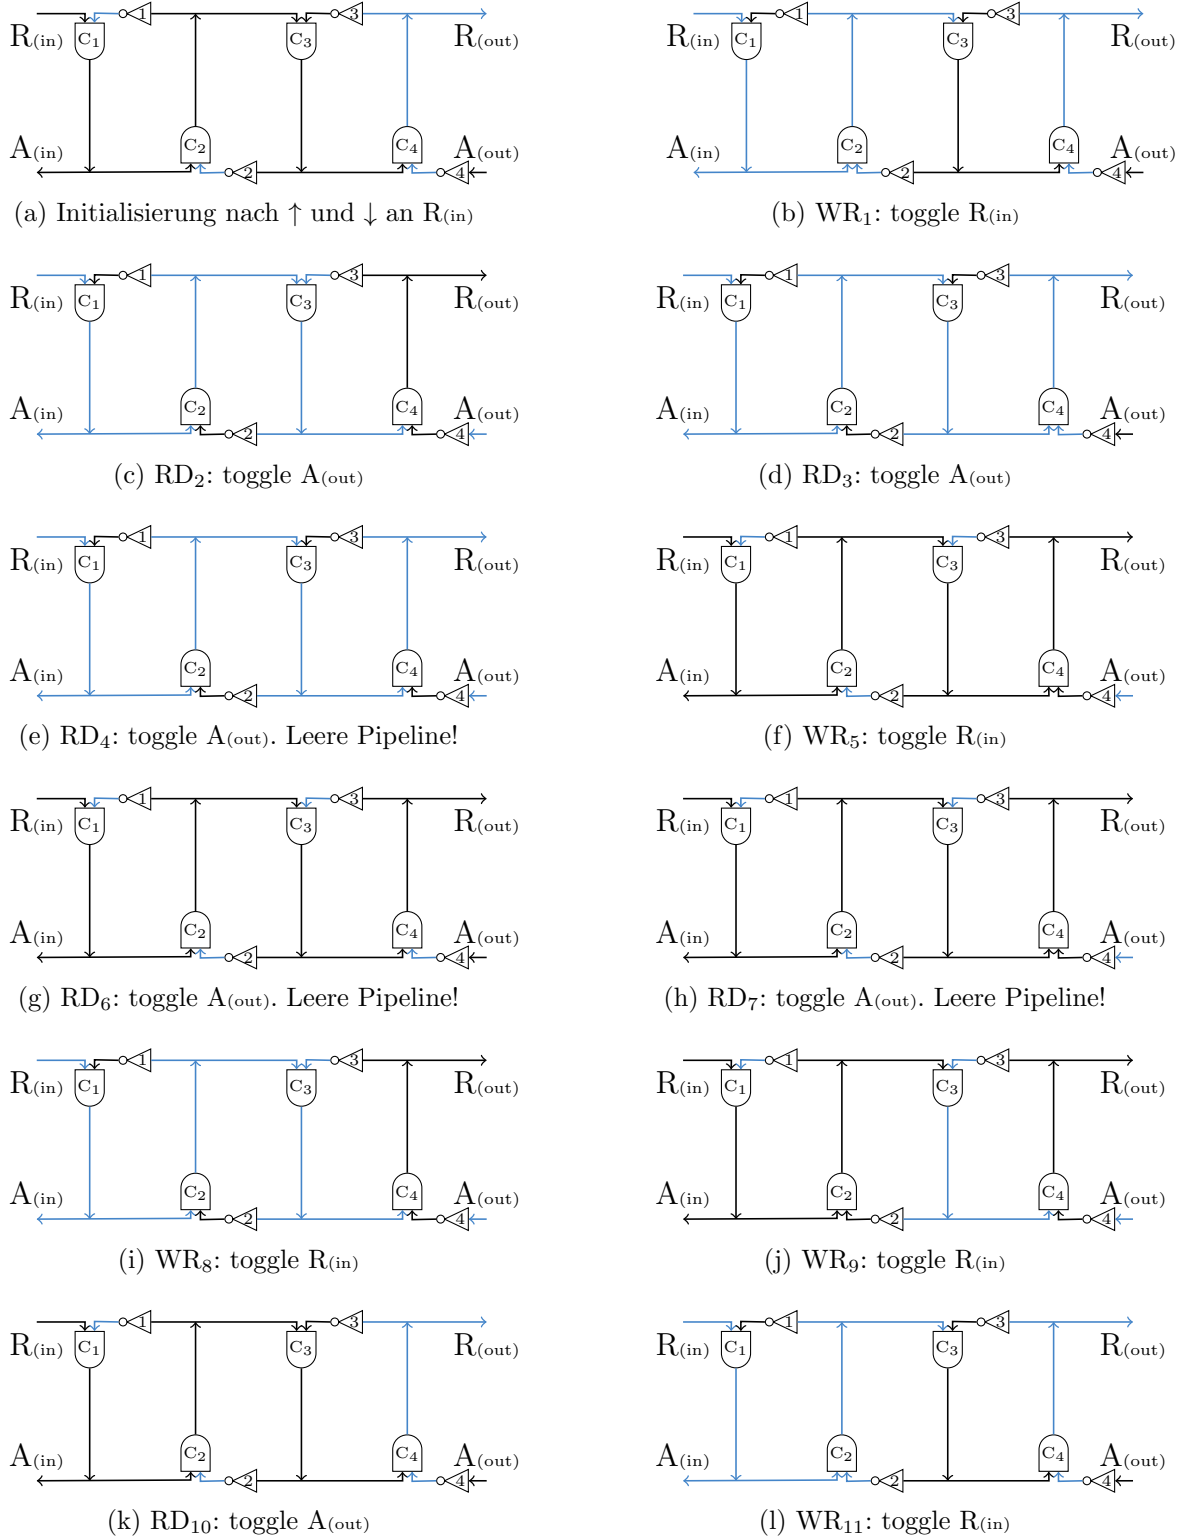 R(in) C1 1 C3 3 R(out)
A(in) C2 2 C4 4 A(out)
(a) Initialisierung nach ↑ und ↓ an R(in)
R(in) C1 1 C3 3 R(out)
A(in) C2 2 C4 4 A(out)
(b) WR1: toggle R(in)
R(in) C1 1 C3 3 R(out)
A(in) C2 2 C4 4 A(out)
(c) RD2: toggle A(out)
R(in) C1 1 C3 3 R(out)
A(in) C2 2 C4 4 A(out)
(d) RD3: toggle A(out)
R(in) C1 1 C3 3 R(out)
A(in) C2 2 C4 4 A(out)
(e) RD4: toggle A(out). Leere Pipeline!
R(in) C1 1 C3 3 R(out)
A(in) C2 2 C4 4 A(out)
(f) WR5: toggle R(in)
R(in) C1 1 C3 3 R(out)
A(in) C2 2 C4 4 A(out)
(g) RD6: toggle A(out). Leere Pipeline!
R(in) C1 1 C3 3 R(out)
A(in) C2 2 C4 4 A(out)
(h) RD7: toggle A(out). Leere Pipeline!
R(in) C1 1 C3 3 R(out)
A(in) C2 2 C4 4 A(out)
(i) WR8: toggle R(in)
R(in) C1 1 C3 3 R(out)
A(in) C2 2 C4 4 A(out)
(j) WR9: toggle R(in)
R(in) C1 1 C3 3 R(out)
A(in) C2 2 C4 4 A(out)
(k) RD10: toggle A(out)
R(in) C1 1 C3 3 R(out)
A(in) C2 2 C4 4 A(out)
(l) WR11: toggle R(in)